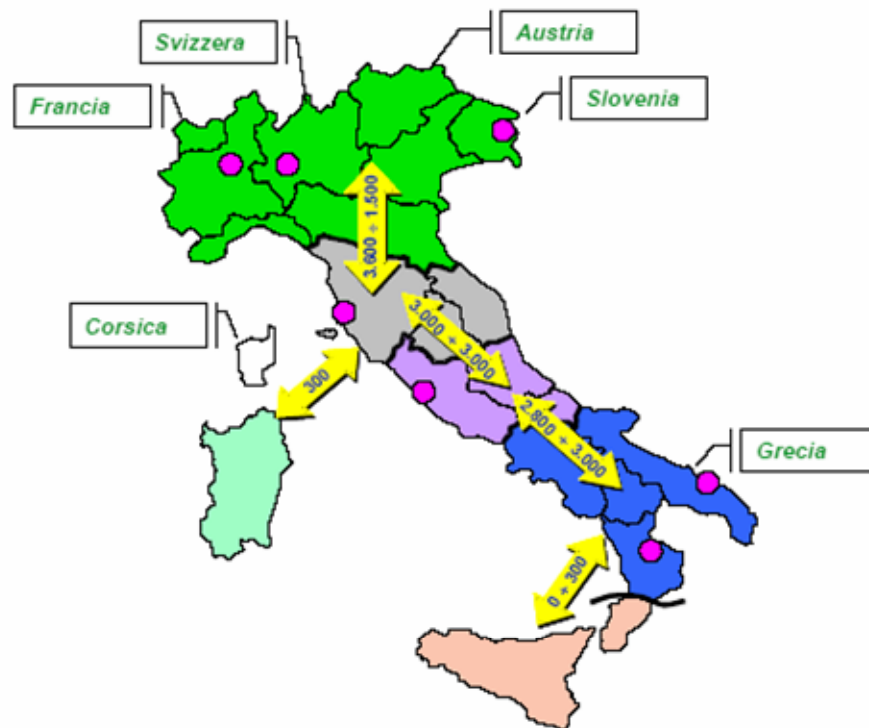 Austria
Svizzera
Francia
Slovenia
3.600 ÷ 1.500
Corsica
3.000 ÷ 3.000
300
2.800 ÷ 3.000
Grecia
0 ÷ 300